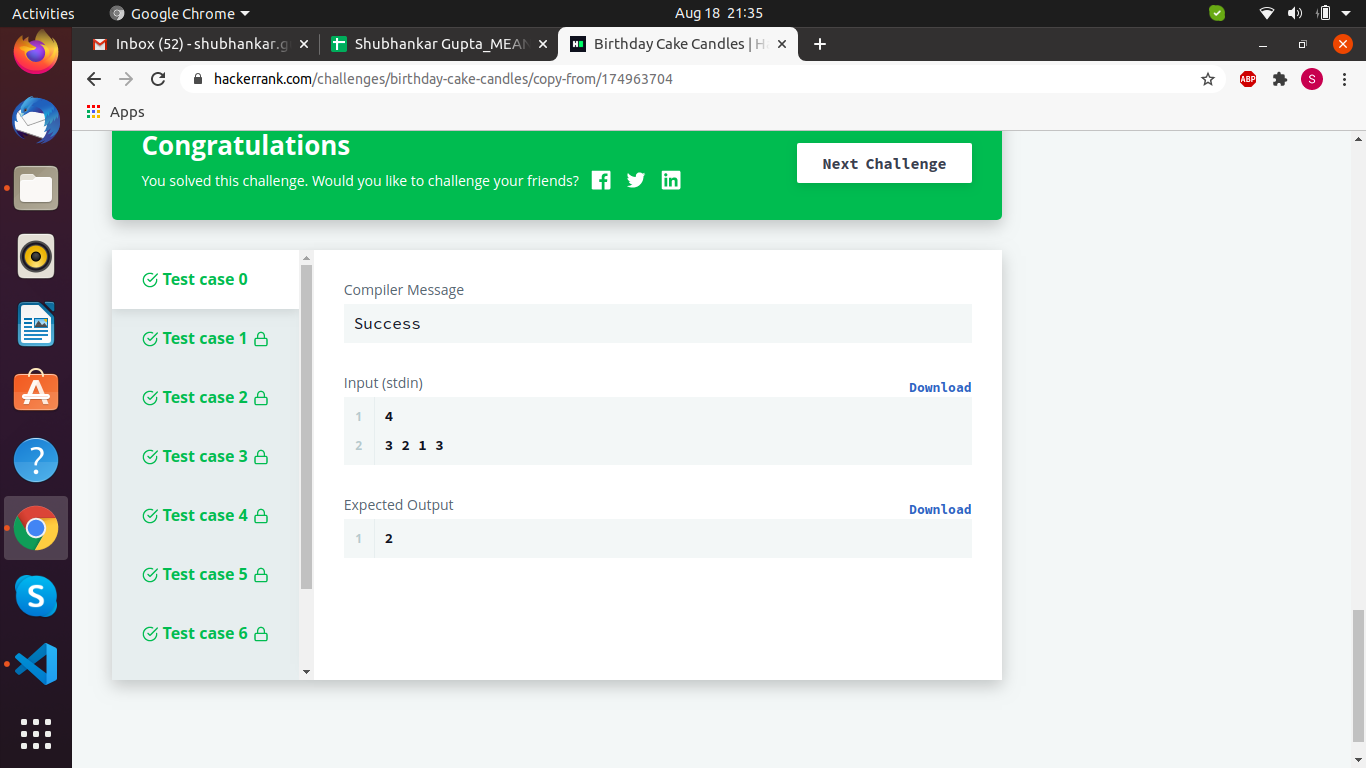 Activities
Google Chrome
Aug 18 21:35
Inbox (52) - shubhankar.g
Shubhankar Gupta_MEAN
Birthday Cake Candles | Ha
hackerrank.com/challenges/birthday-cake-candles/copy-from/174963704
ABP
S
Apps
Congratulations
You solved this challenge. Would you like to challenge your friends?
Next Challenge
Test case 0
Test case 1
Test case 2
Test case 3
Test case 4
Test case 5
Test case 6
Compiler Message
Success
Input (stdin)
Download
1 4
2 3 2 1 3
Expected Output
Download
1 2